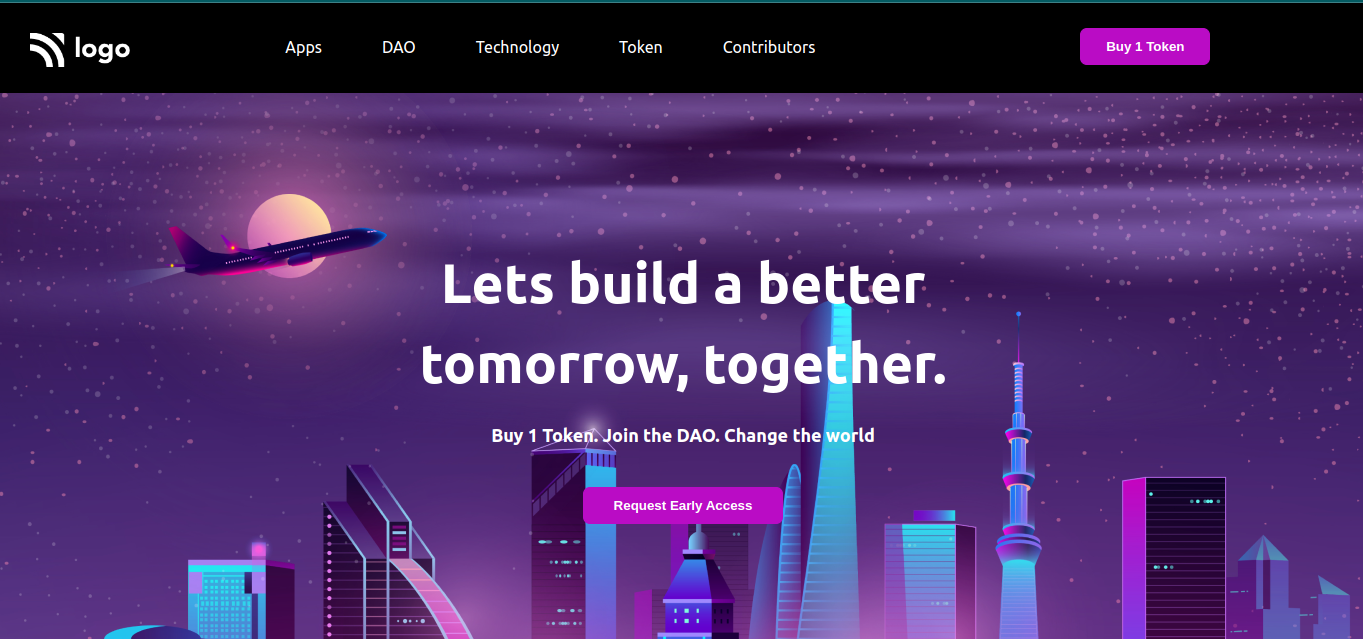 logo
Apps
DAO
Technology
Token
Contributors
Buy 1 Token
Lets build a better
tomorrow, together.
Buy 1 Token. Join the DAO. Change the world
Request Early Access